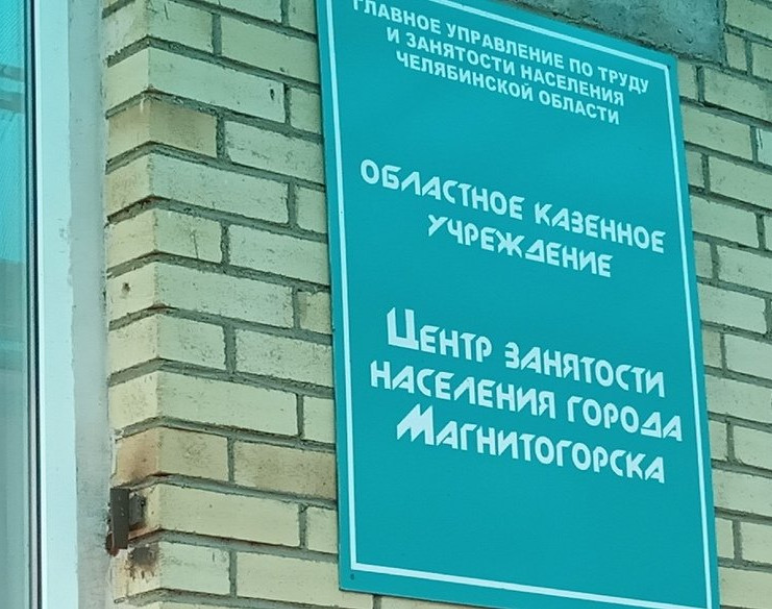 ГЛАВНОЕ УПРАВЛЕНИЕ ПО ТРУДУ
И ЗАНЯТОСТИ НАСЕЛЕНИЯ
ЧЕЛЯБИНСКОЙ ОБЛАСТИ
ОБЛАСТНОЕ КАЗЕННОЕ
УЧРЕЖДЕНИЕ
ЦЕНТР ЗАНЯТОСТИ
НАСЕЛЕНИЯ ГОРОДА
МАГНИТОГОРСКА